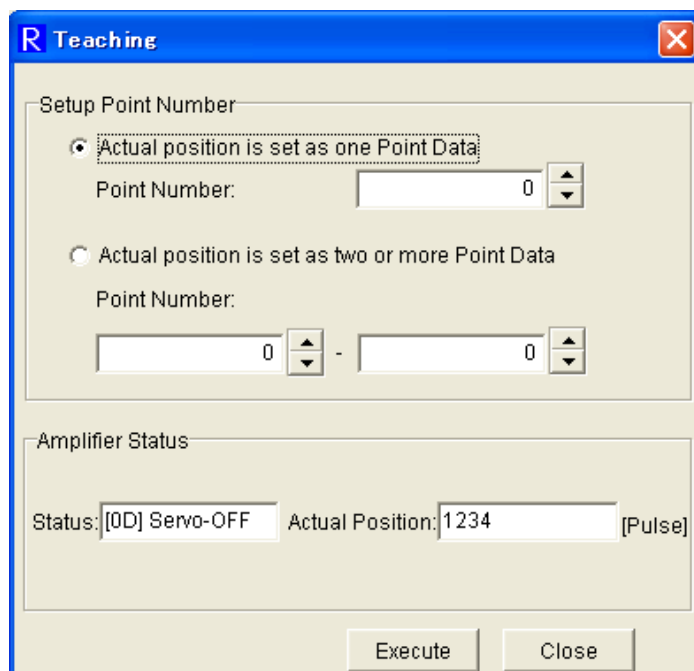 R Teaching
Setup Point Number
Actual position is set as one Point Data
Point Number: 0
Actual position is set as two or more Point Data
Point Number:
0 - 0
Amplifier Status
Status: [0D] Servo-OFF Actual Position: 1234 [Pulse]
Execute Close